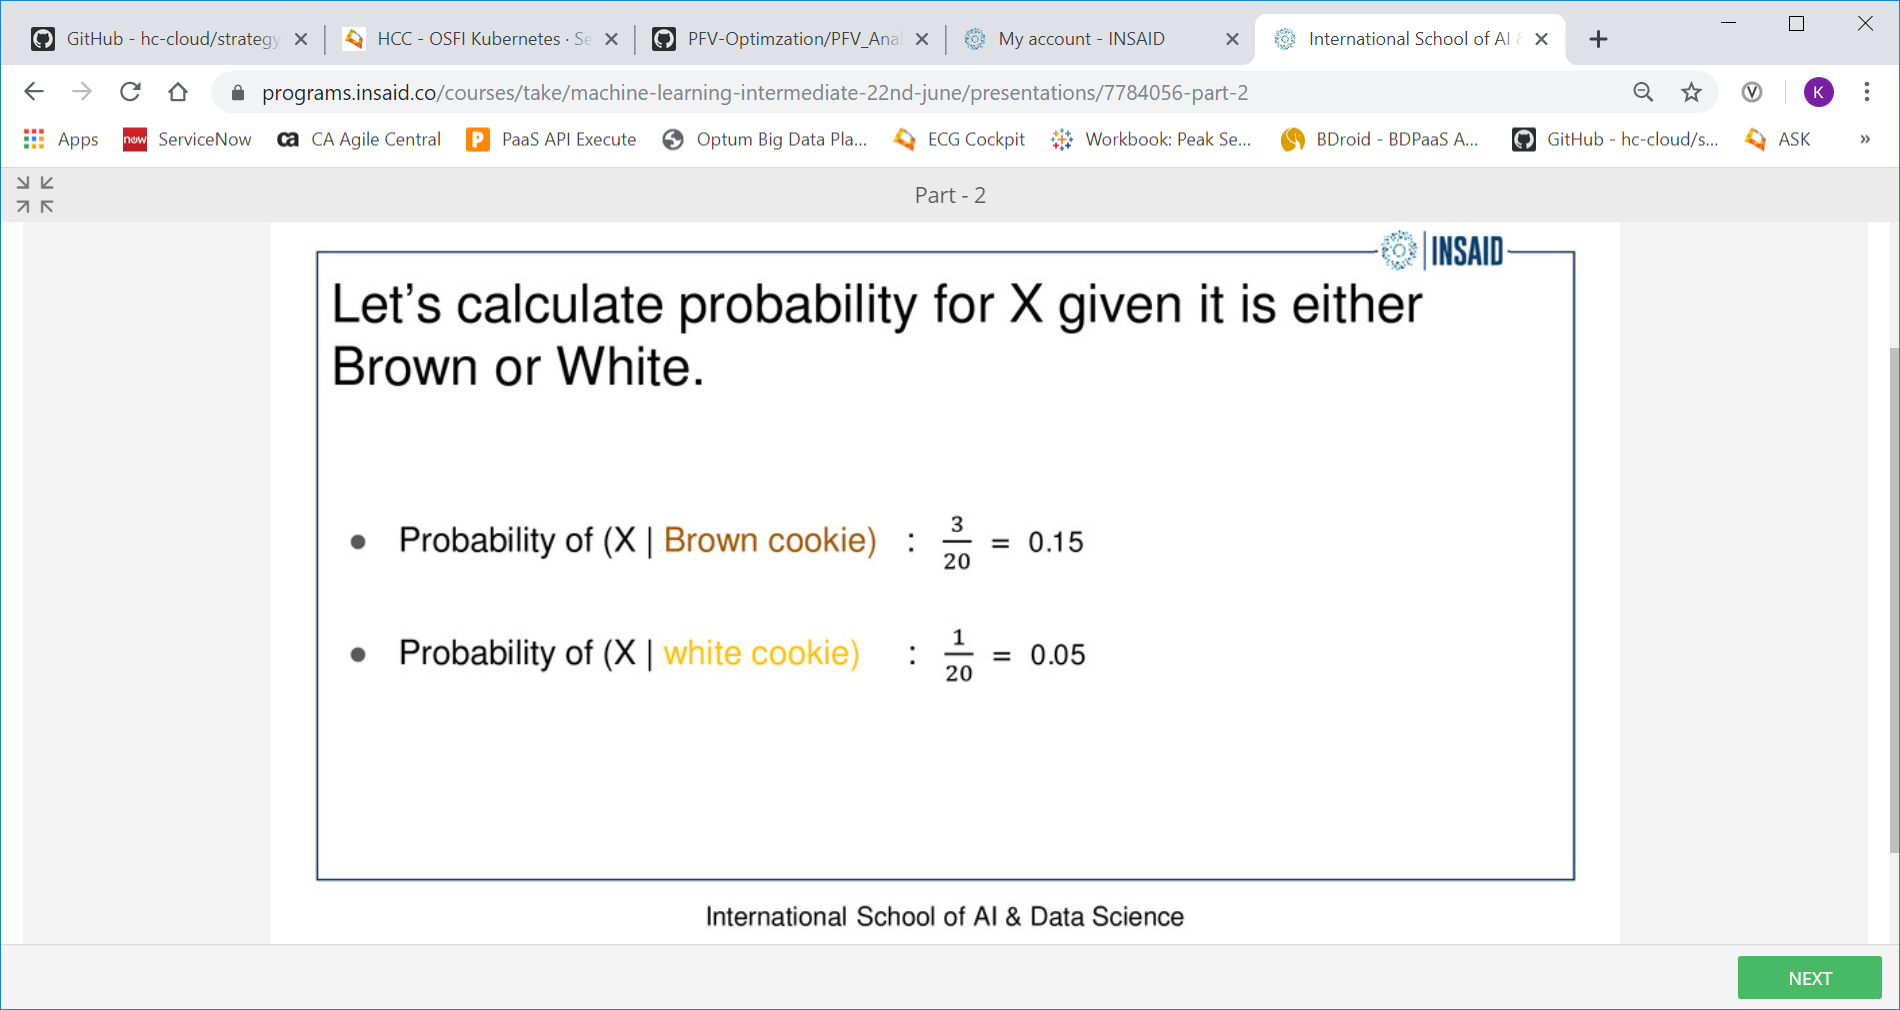 GitHub - hc-cloud/strategy
HCC - OSFI Kubernetes · Se
PFV-Optimzation/PFV_Anal
My account - INSAID
International School of AI &
programs.insaid.co/courses/take/machine-learning-intermediate-22nd-june/presentations/7784056-part-2
K
Apps
now ServiceNow
ca CA Agile Central
P PaaS API Execute
Optum Big Data Pla...
ECG Cockpit
Workbook: Peak Se...
BDroid - BDPaaS A...
GitHub - hc-cloud/s...
ASK
»
Part - 2
INSAID
Let's calculate probability for X given it is either
Brown or White.
• Probability of (X | Brown cookie) : 3/20 = 0.15
• Probability of (X | white cookie) : 1/20 = 0.05
International School of AI & Data Science
NEXT